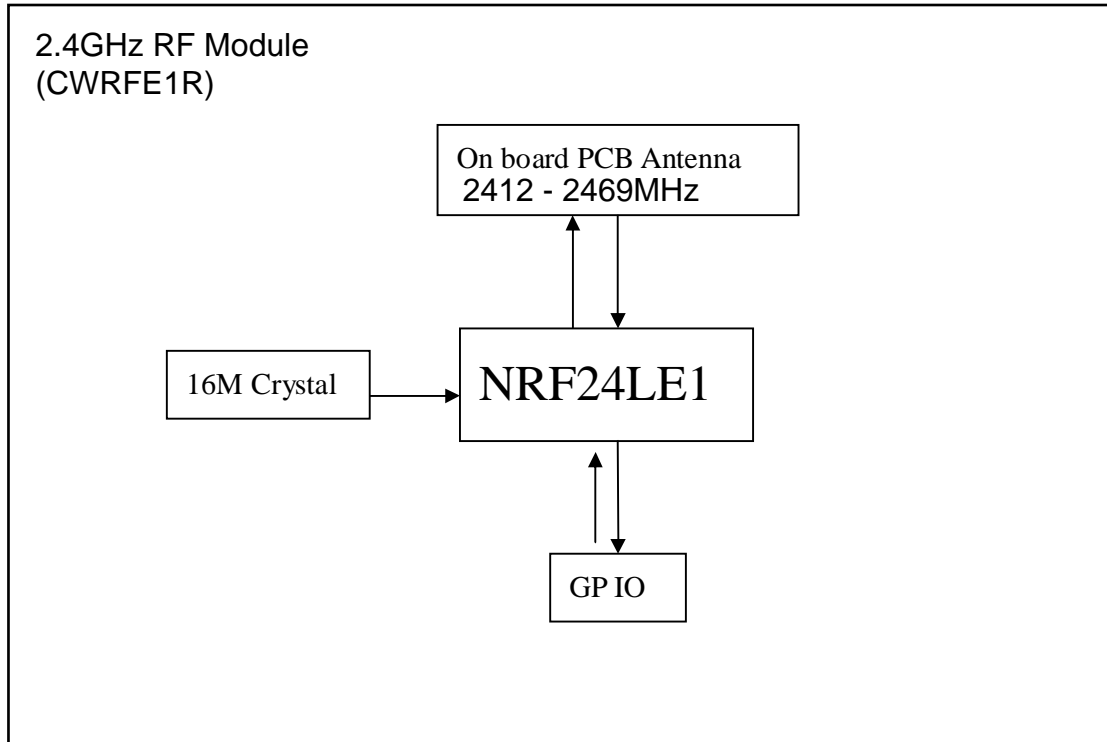 2.4GHz RF Module
(CWRFE1R)
On board PCB Antenna
2412 - 2469MHz
16M Crystal
NRF24LE1
GP IO